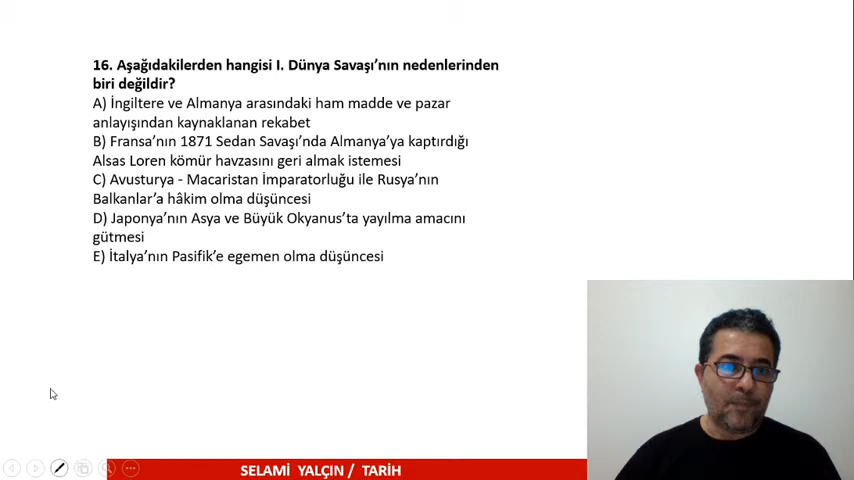 16. Aşağıdakilerden hangisi I. Dünya Savaşı’nın nedenlerinden
biri değildir?
A) İngiltere ve Almanya arasındaki ham madde ve pazar
anlayışından kaynaklanan rekabet
B) Fransa’nın 1871 Sedan Savaşı’nda Almanya’ya kaptırdığı
Alsas Loren kömür havzasını geri almak istemesi
C) Avusturya - Macaristan İmparatorluğu ile Rusya’nın
Balkanlar’a hâkim olma düşüncesi
D) Japonya’nın Asya ve Büyük Okyanus’ta yayılma amacını
gütmesi
E) İtalya’nın Pasifik’e egemen olma düşüncesi
SELAMİ YALÇIN / TARİH